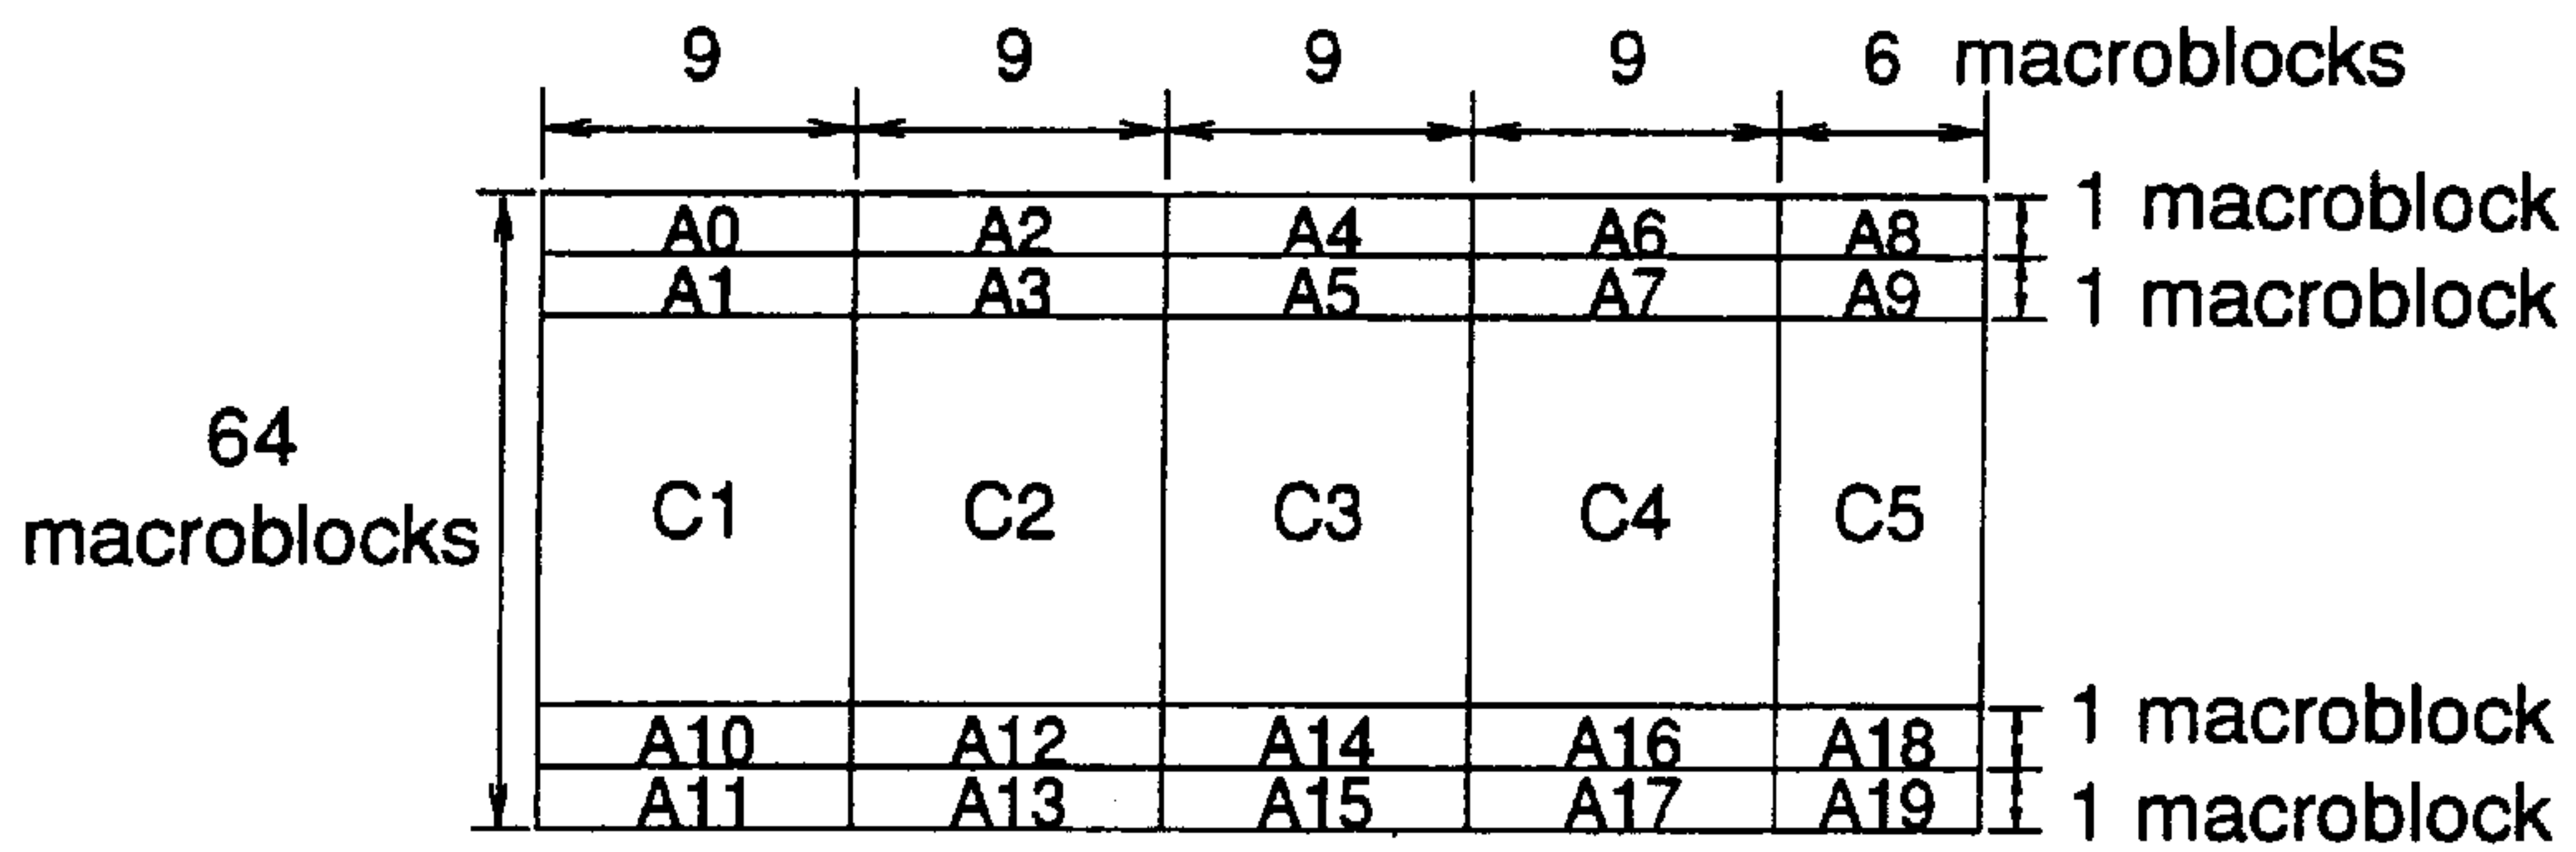 9 9 9 9 6 macroblocks
A0 A2 A4 A6 A8 1 macroblock
A1 A3 A5 A7 A9 1 macroblock
64
macroblocks
C1 C2 C3 C4 C5
A10 A12 A14 A16 A18 1 macroblock
A11 A13 A15 A17 A19 1 macroblock